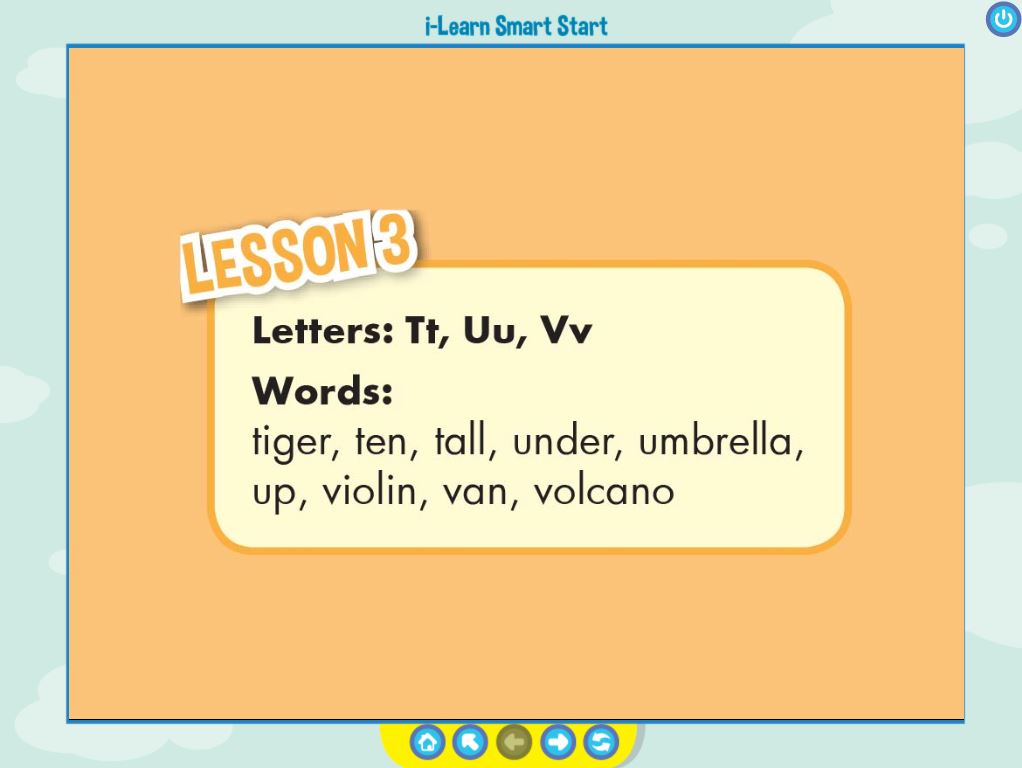 i-Learn Smart Start
LESSON 3
Letters: Tt, Uu, Vv
Words:
tiger, ten, tall, under, umbrella,
up, violin, van, volcano